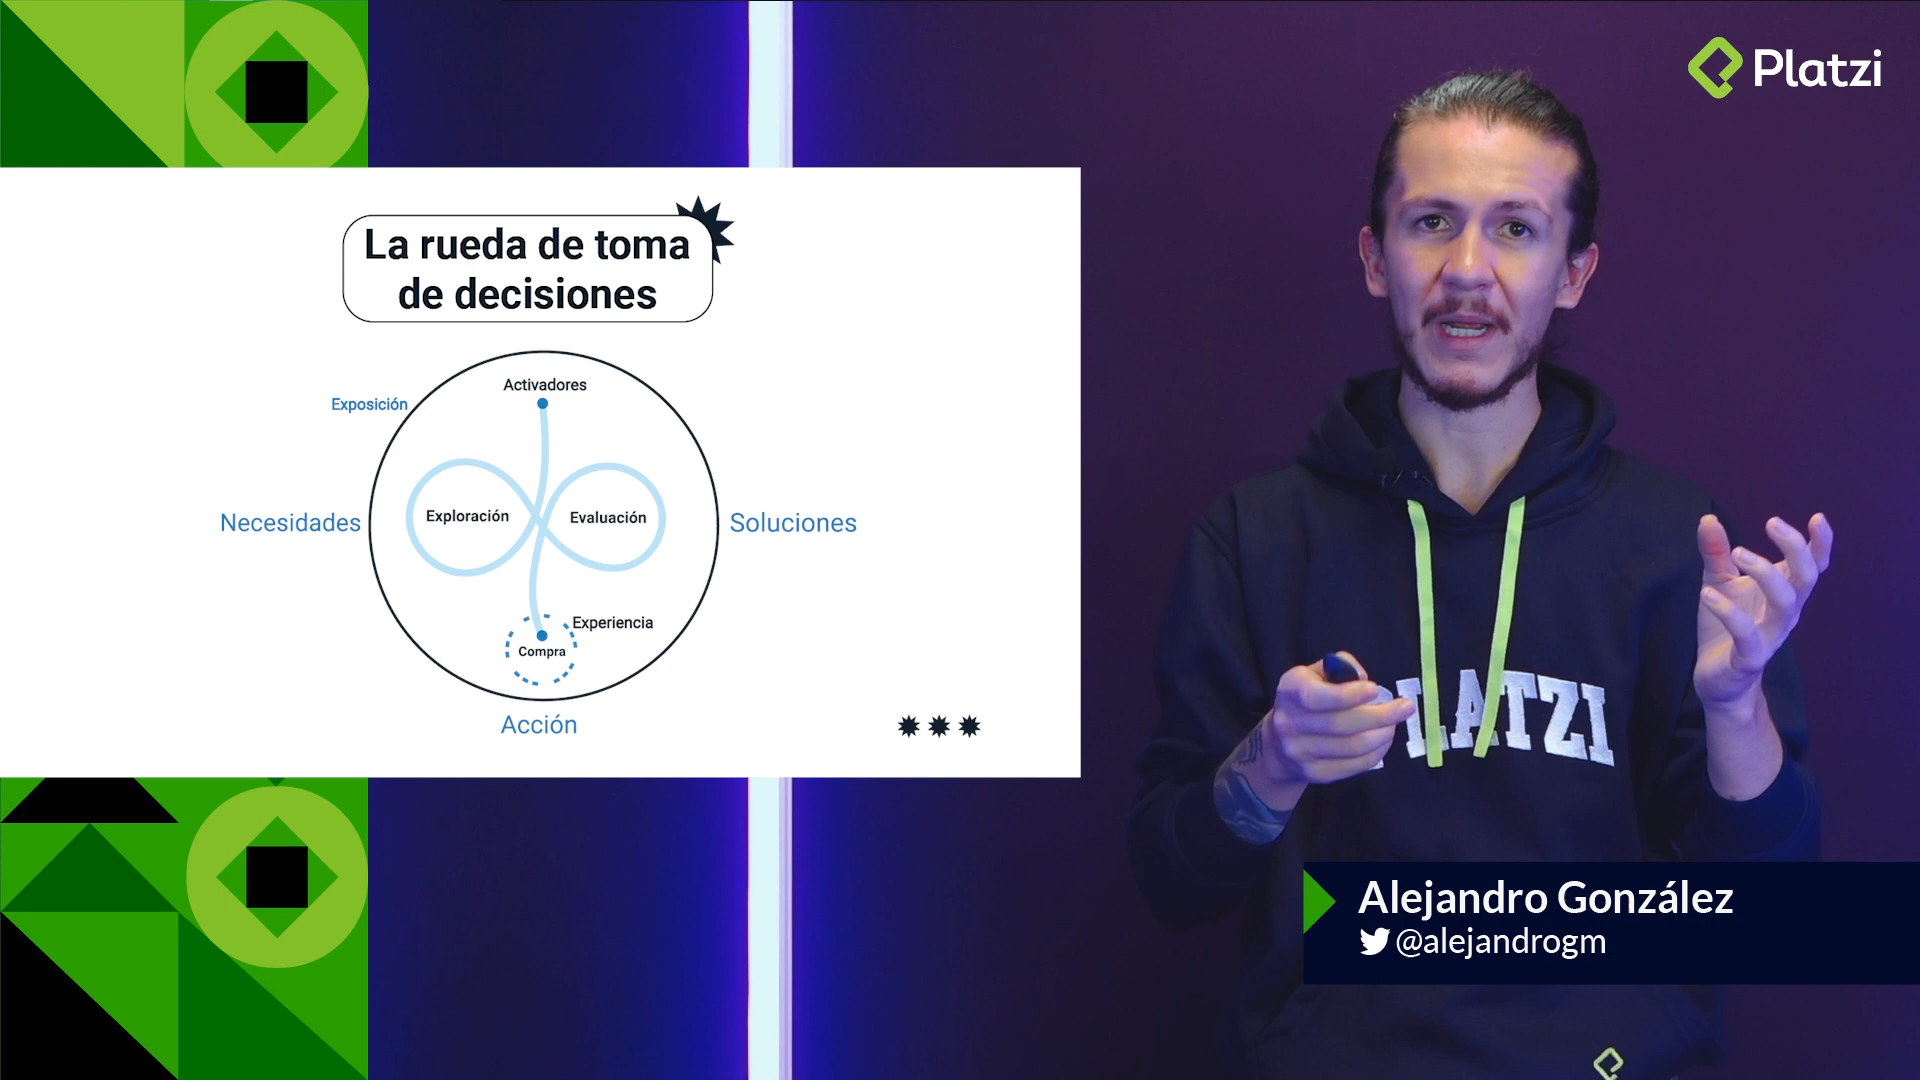 Platzi
La rueda de toma
de decisiones
Activadores
Exposición
Exploración
Evaluación
Necesidades
Soluciones
Experiencia
Compra
Acción
PLATZI
Alejandro González
@alejandrogm